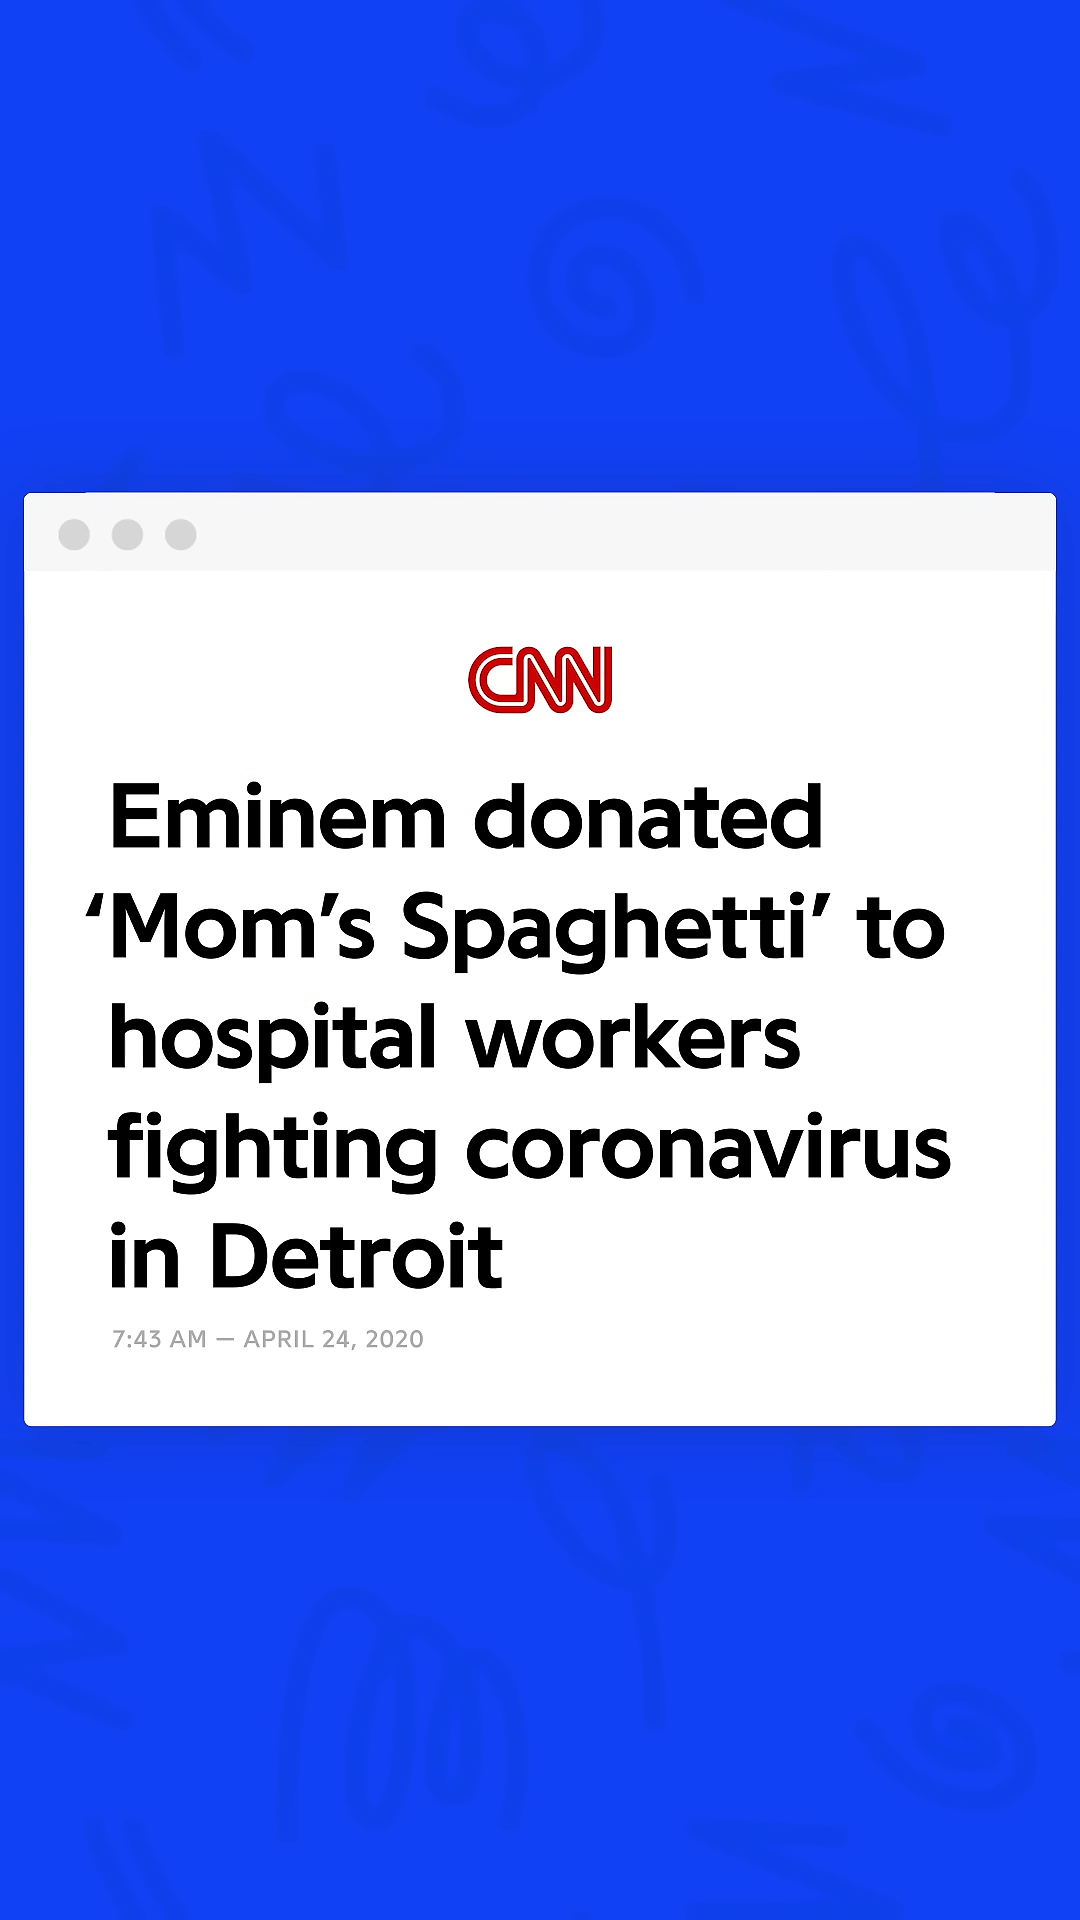 CNN
Eminem donated
‘Mom’s Spaghetti’ to
hospital workers
fighting coronavirus
in Detroit
7:43 AM — APRIL 24, 2020